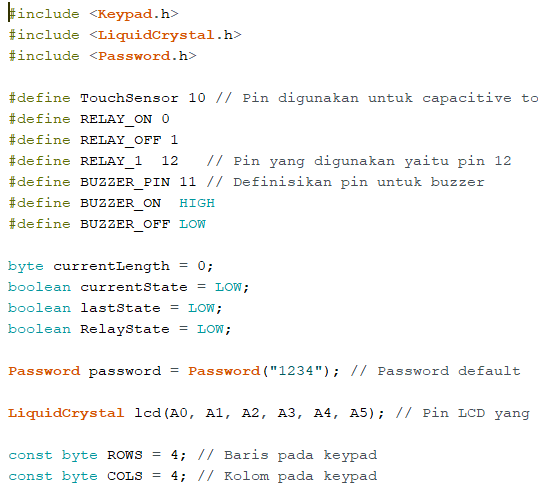 #include <Keypad.h>
#include <LiquidCrystal.h>
#include <Password.h>
#define TouchSensor 10 // Pin digunakan untuk capacitive to
#define RELAY_ON 0
#define RELAY_OFF 1
#define RELAY_1  12   // Pin yang digunakan yaitu pin 12
#define BUZZER_PIN 11 // Definisikan pin untuk buzzer
#define BUZZER_ON  HIGH
#define BUZZER_OFF LOW
byte currentLength = 0;
boolean currentState = LOW;
boolean lastState = LOW;
boolean RelayState = LOW;
Password password = Password("1234"); // Password default
LiquidCrystal lcd(A0, A1, A2, A3, A4, A5); // Pin LCD yang
const byte ROWS = 4; // Baris pada keypad
const byte COLS = 4; // Kolom pada keypad